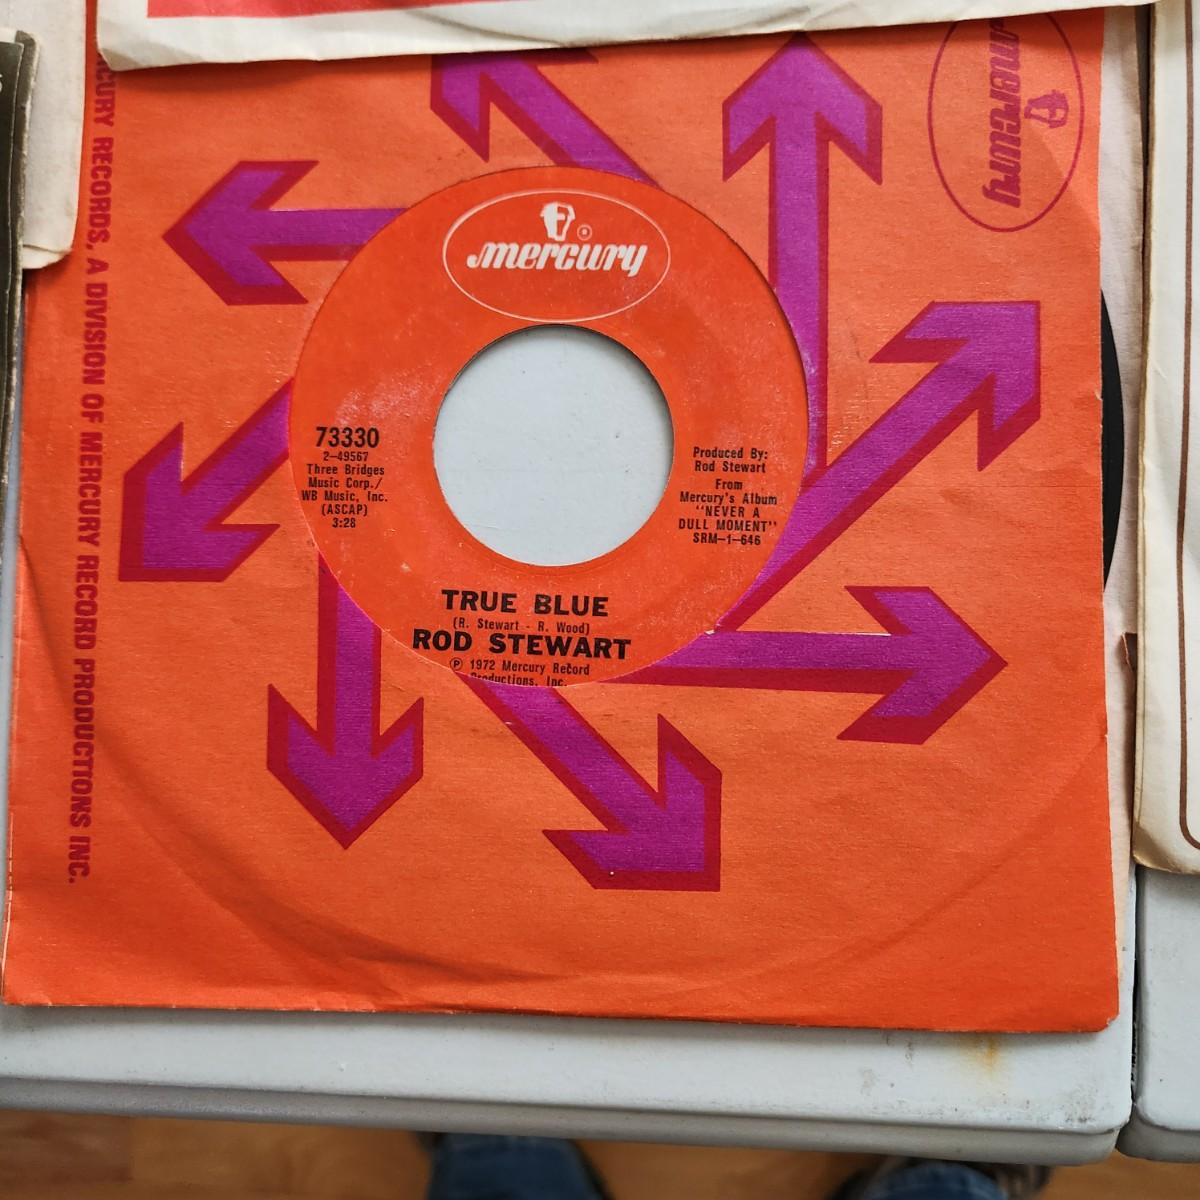 mercury
mercury
CURY RECORDS, A DIVISION OF MERCURY RECORD PRODUCTIONS INC.
73330
2-49567
Three Bridges
Music Corp./
WB Music, Inc.
(ASCAP)
3:28
Produced By:
Rod Stewart
From
Mercury's Album
"NEVER A
DULL MOMENT"
SRM-1-646
TRUE BLUE
(R. Stewart - R. Wood)
ROD STEWART
℗ 1972 Mercury Record
Productions, Inc.